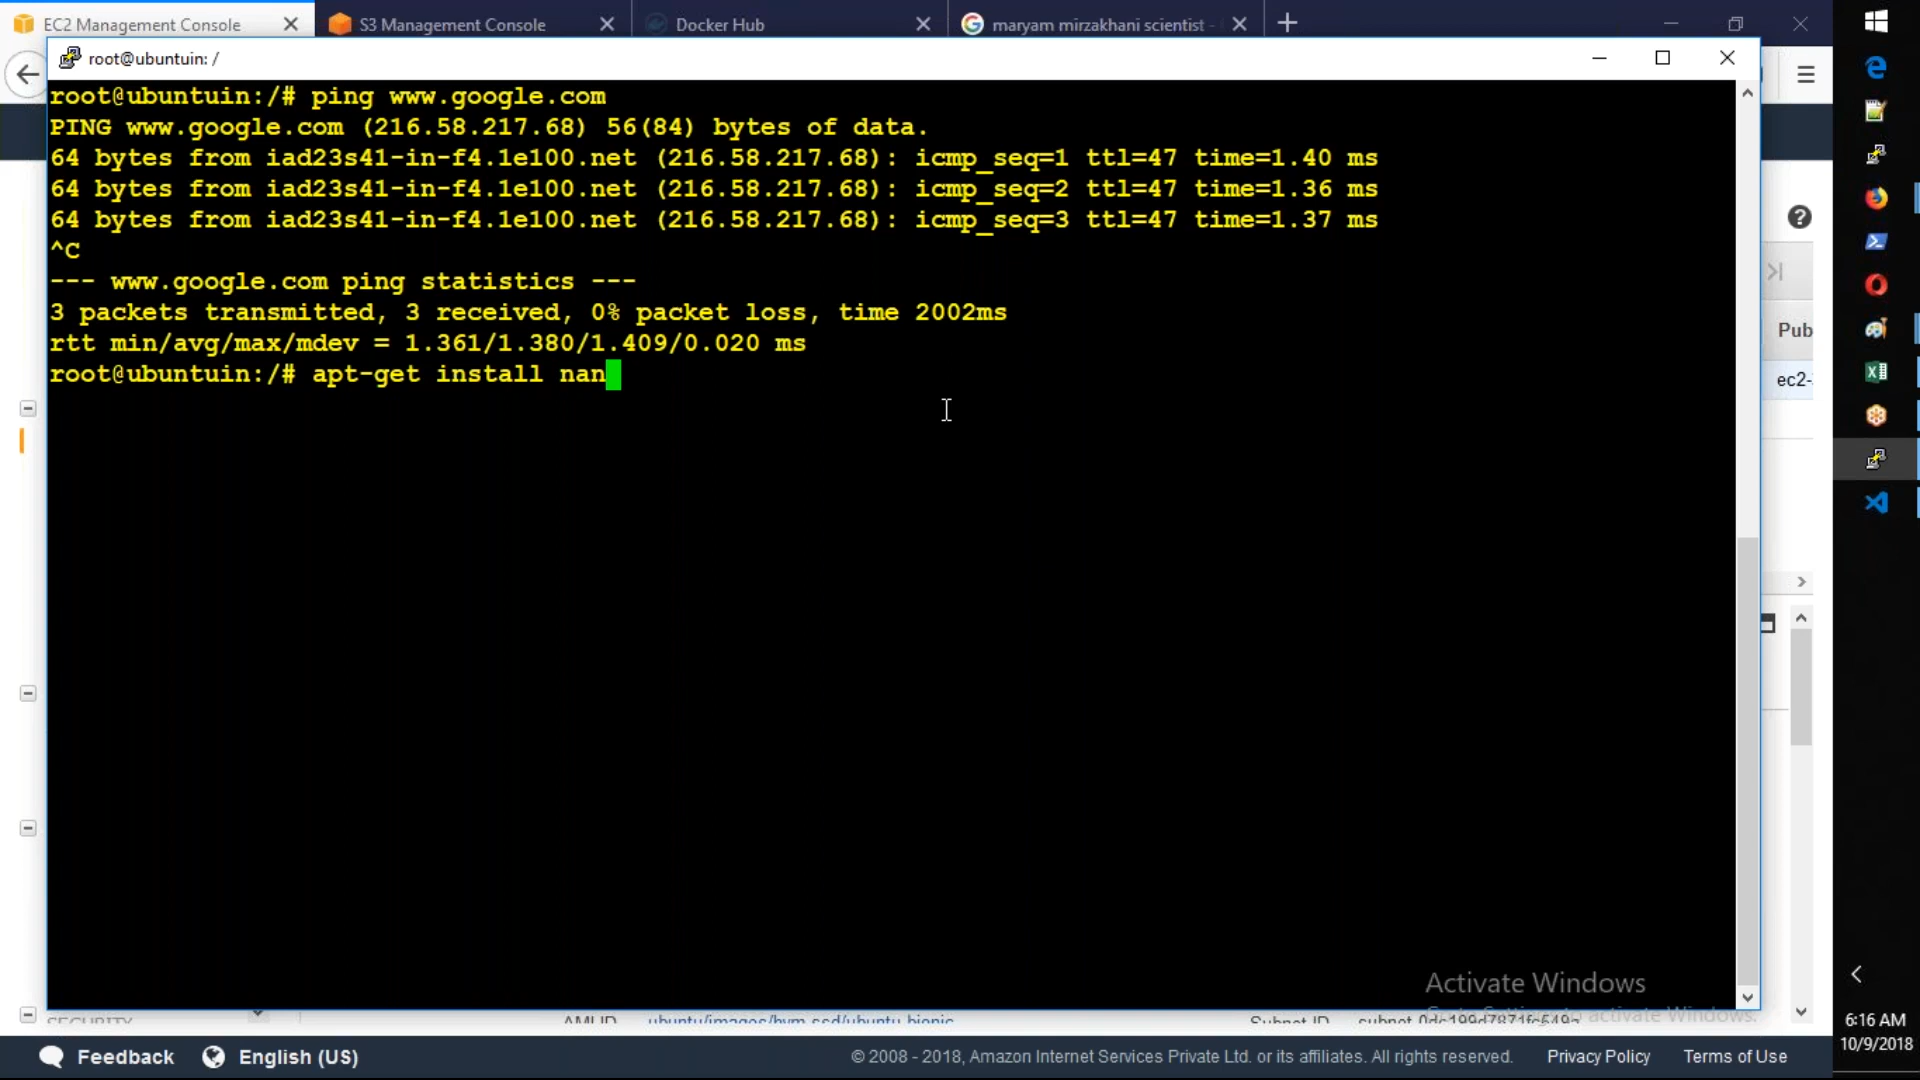 EC2 Management Console
S3 Management Console
Docker Hub
maryam mirzakhani scientist -
root@ubuntuin: /
root@ubuntuin:/# ping www.google.com
PING www.google.com (216.58.217.68) 56(84) bytes of data.
64 bytes from iad23s41-in-f4.1e100.net (216.58.217.68): icmp_seq=1 ttl=47 time=1.40 ms
64 bytes from iad23s41-in-f4.1e100.net (216.58.217.68): icmp_seq=2 ttl=47 time=1.36 ms
64 bytes from iad23s41-in-f4.1e100.net (216.58.217.68): icmp_seq=3 ttl=47 time=1.37 ms
^C
--- www.google.com ping statistics ---
3 packets transmitted, 3 received, 0% packet loss, time 2002ms
rtt min/avg/max/mdev = 1.361/1.380/1.409/0.020 ms
root@ubuntuin:/# apt-get install nan
Pub
ec2-
Activate Windows
SECURITY
AMI ID
ubuntu/images/hvm-ssd/ubuntu-bionic
Subnet ID
6:16 AM
10/9/2018
Feedback
English (US)
© 2008 - 2018, Amazon Internet Services Private Ltd. or its affiliates. All rights reserved.
Privacy Policy
Terms of Use